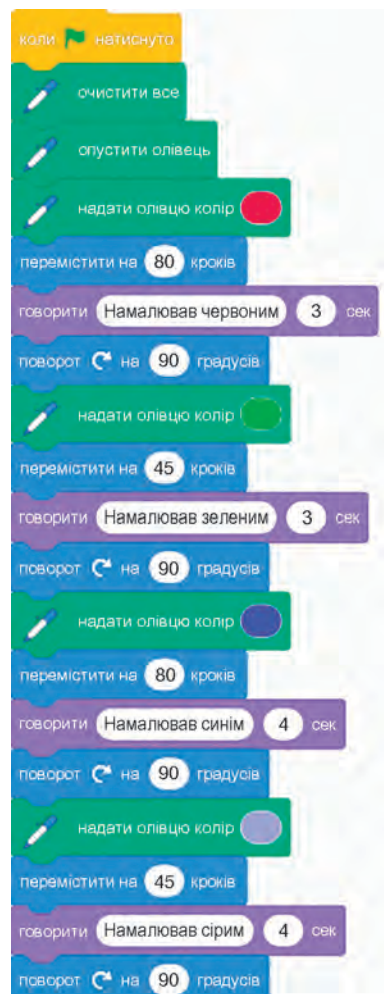 коли натиснуто
очистити все
опустити олівець
надати олівцю колір
перемістити на 80 кроків
говорити Намалював червоним 3 сек
поворот на 90 градусів
надати олівцю колір
перемістити на 45 кроків
говорити Намалював зеленим 3 сек
поворот на 90 градусів
надати олівцю колір
перемістити на 80 кроків
говорити Намалював синім 4 сек
поворот на 90 градусів
надати олівцю колір
перемістити на 45 кроків
говорити Намалював сірим 4 сек
поворот на 90 градусів